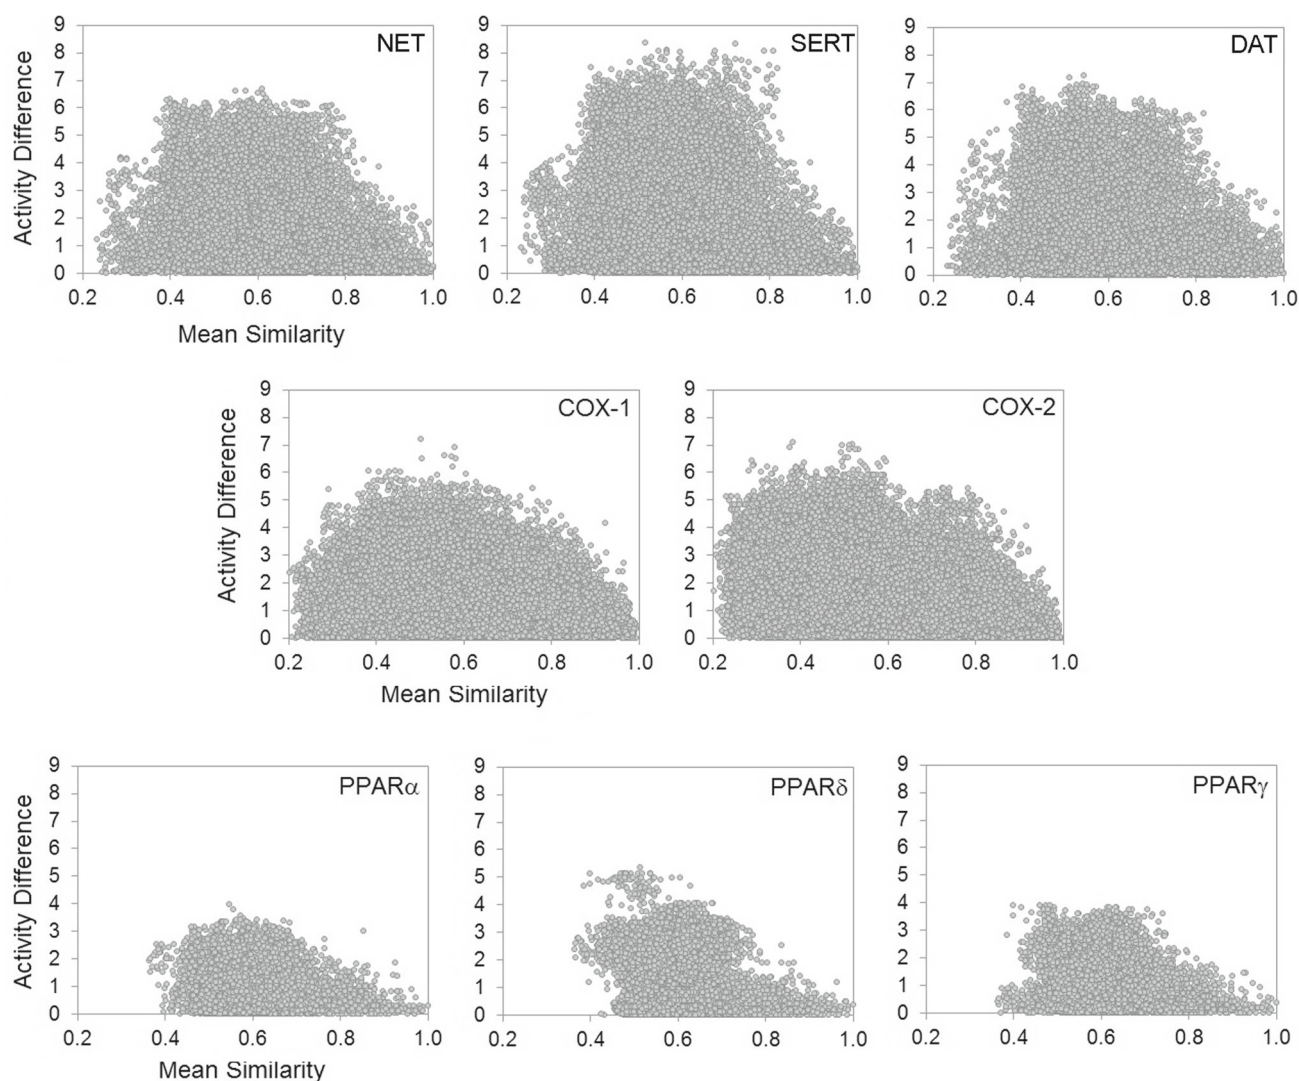 9 9 9
NET SERT DAT
8 8 8
7 7 7
6 6 6
5 5 5
4 4 4
3 3 3
2 2 2
1 1 1
0 0 0
Activity Difference
0.2 0.4 0.6 0.8 1.0 0.2 0.4 0.6 0.8 1.0 0.2 0.4 0.6 0.8 1.0
Mean Similarity
9 9
COX-1 COX-2
8 8
7 7
6 6
5 5
4 4
3 3
2 2
1 1
0 0
Activity Difference
0.2 0.4 0.6 0.8 1.0 0.2 0.4 0.6 0.8 1.0
Mean Similarity
9 9 9
PPARα PPARδ PPARγ
8 8 8
7 7 7
6 6 6
5 5 5
4 4 4
3 3 3
2 2 2
1 1 1
0 0 0
Activity Difference
0.2 0.4 0.6 0.8 1.0 0.2 0.4 0.6 0.8 1.0 0.2 0.4 0.6 0.8 1.0
Mean Similarity